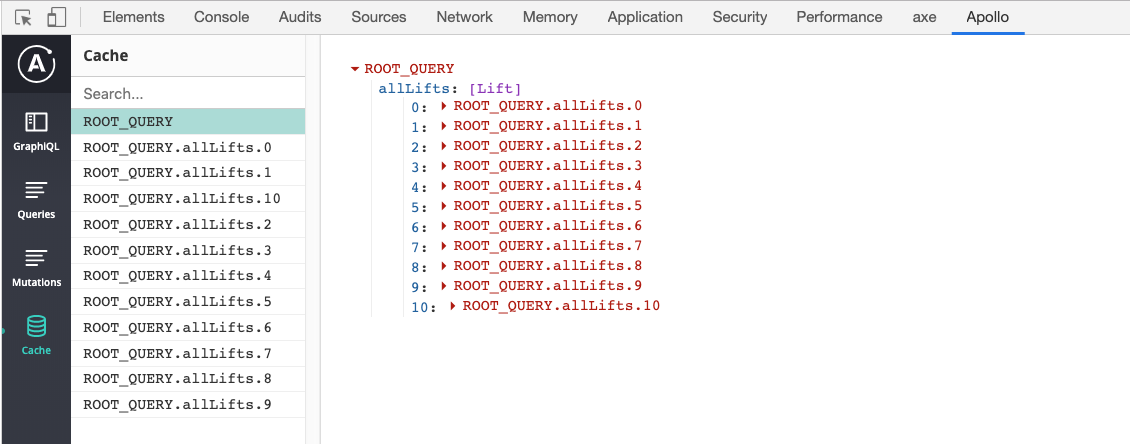 Elements Console Audits Sources Network Memory Application Security Performance axe Apollo
A
GraphiQL
Queries
Mutations
Cache
Cache
Search...
ROOT_QUERY
ROOT_QUERY.allLifts.0
ROOT_QUERY.allLifts.1
ROOT_QUERY.allLifts.10
ROOT_QUERY.allLifts.2
ROOT_QUERY.allLifts.3
ROOT_QUERY.allLifts.4
ROOT_QUERY.allLifts.5
ROOT_QUERY.allLifts.6
ROOT_QUERY.allLifts.7
ROOT_QUERY.allLifts.8
ROOT_QUERY.allLifts.9
ROOT_QUERY
allLifts: [Lift]
0: ROOT_QUERY.allLifts.0
1: ROOT_QUERY.allLifts.1
2: ROOT_QUERY.allLifts.2
3: ROOT_QUERY.allLifts.3
4: ROOT_QUERY.allLifts.4
5: ROOT_QUERY.allLifts.5
6: ROOT_QUERY.allLifts.6
7: ROOT_QUERY.allLifts.7
8: ROOT_QUERY.allLifts.8
9: ROOT_QUERY.allLifts.9
10: ROOT_QUERY.allLifts.10